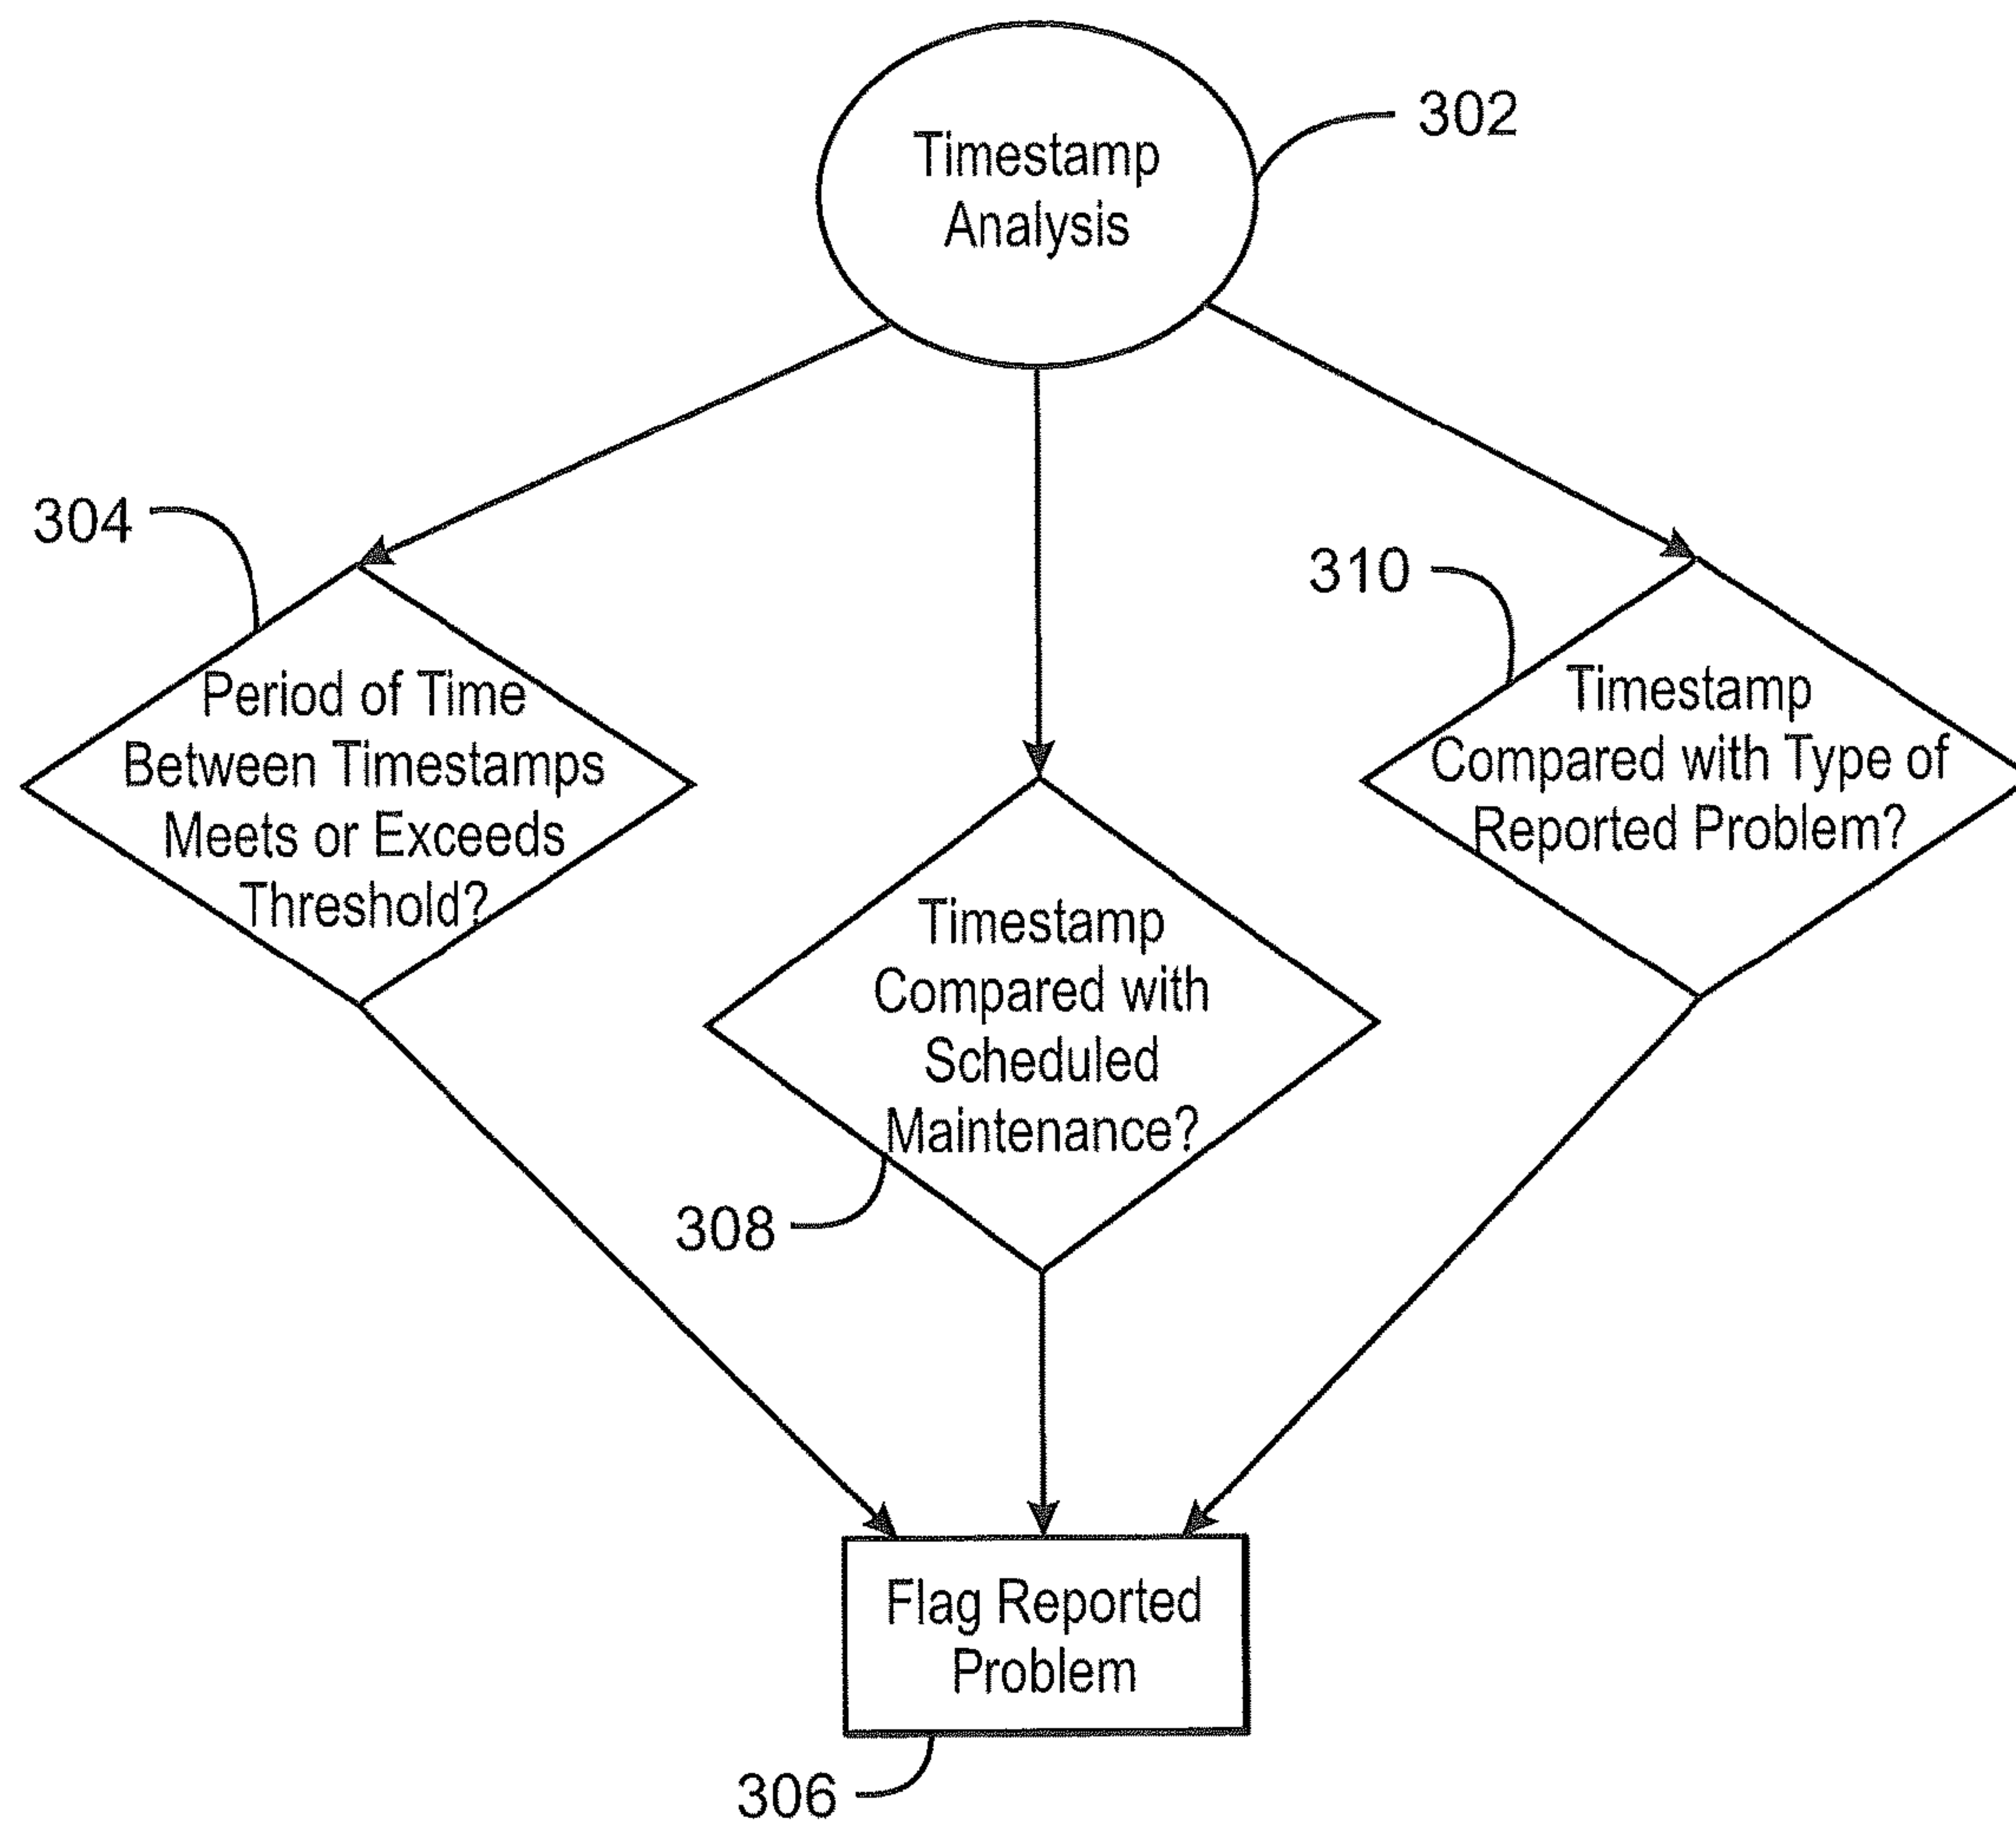 Timestamp
Analysis
302
304
Period of Time
Between Timestamps
Meets or Exceeds
Threshold?
310
Timestamp
Compared with Type of
Reported Problem?
Timestamp
Compared with
Scheduled
Maintenance?
308
Flag Reported
Problem
306